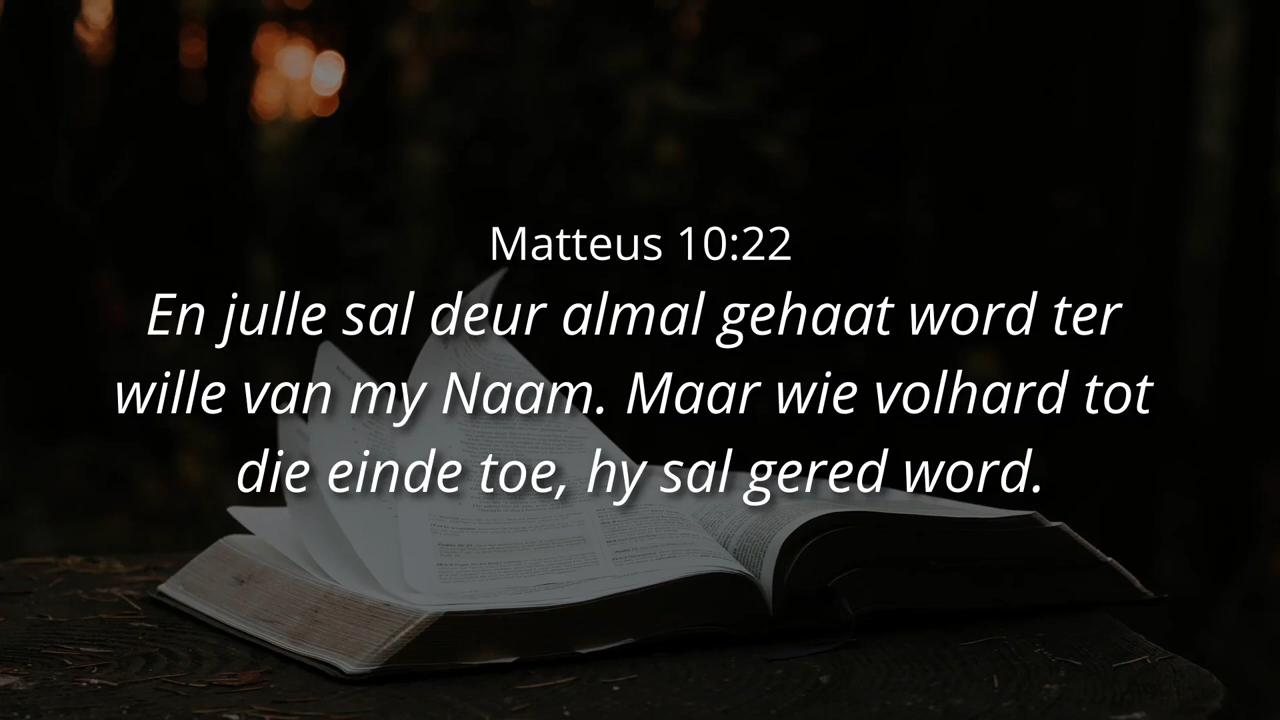 Matteus 10:22
En julle sal deur almal gehaat word ter
wille van my Naam. Maar wie volhard tot
die einde toe, hy sal gered word.